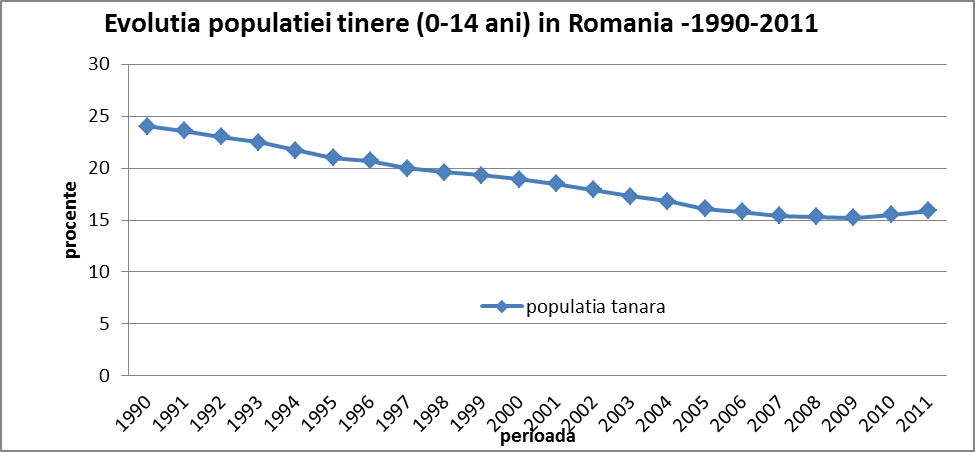 Evolutia populatiei tinere (0-14 ani) in Romania -1990-2011
30
25
20
15
10
5
0
procente
populatia tanara
1990 1991 1992 1993 1994 1995 1996 1997 1998 1999 2000 2001 2002 2003 2004 2005 2006 2007 2008 2009 2010 2011
perioada